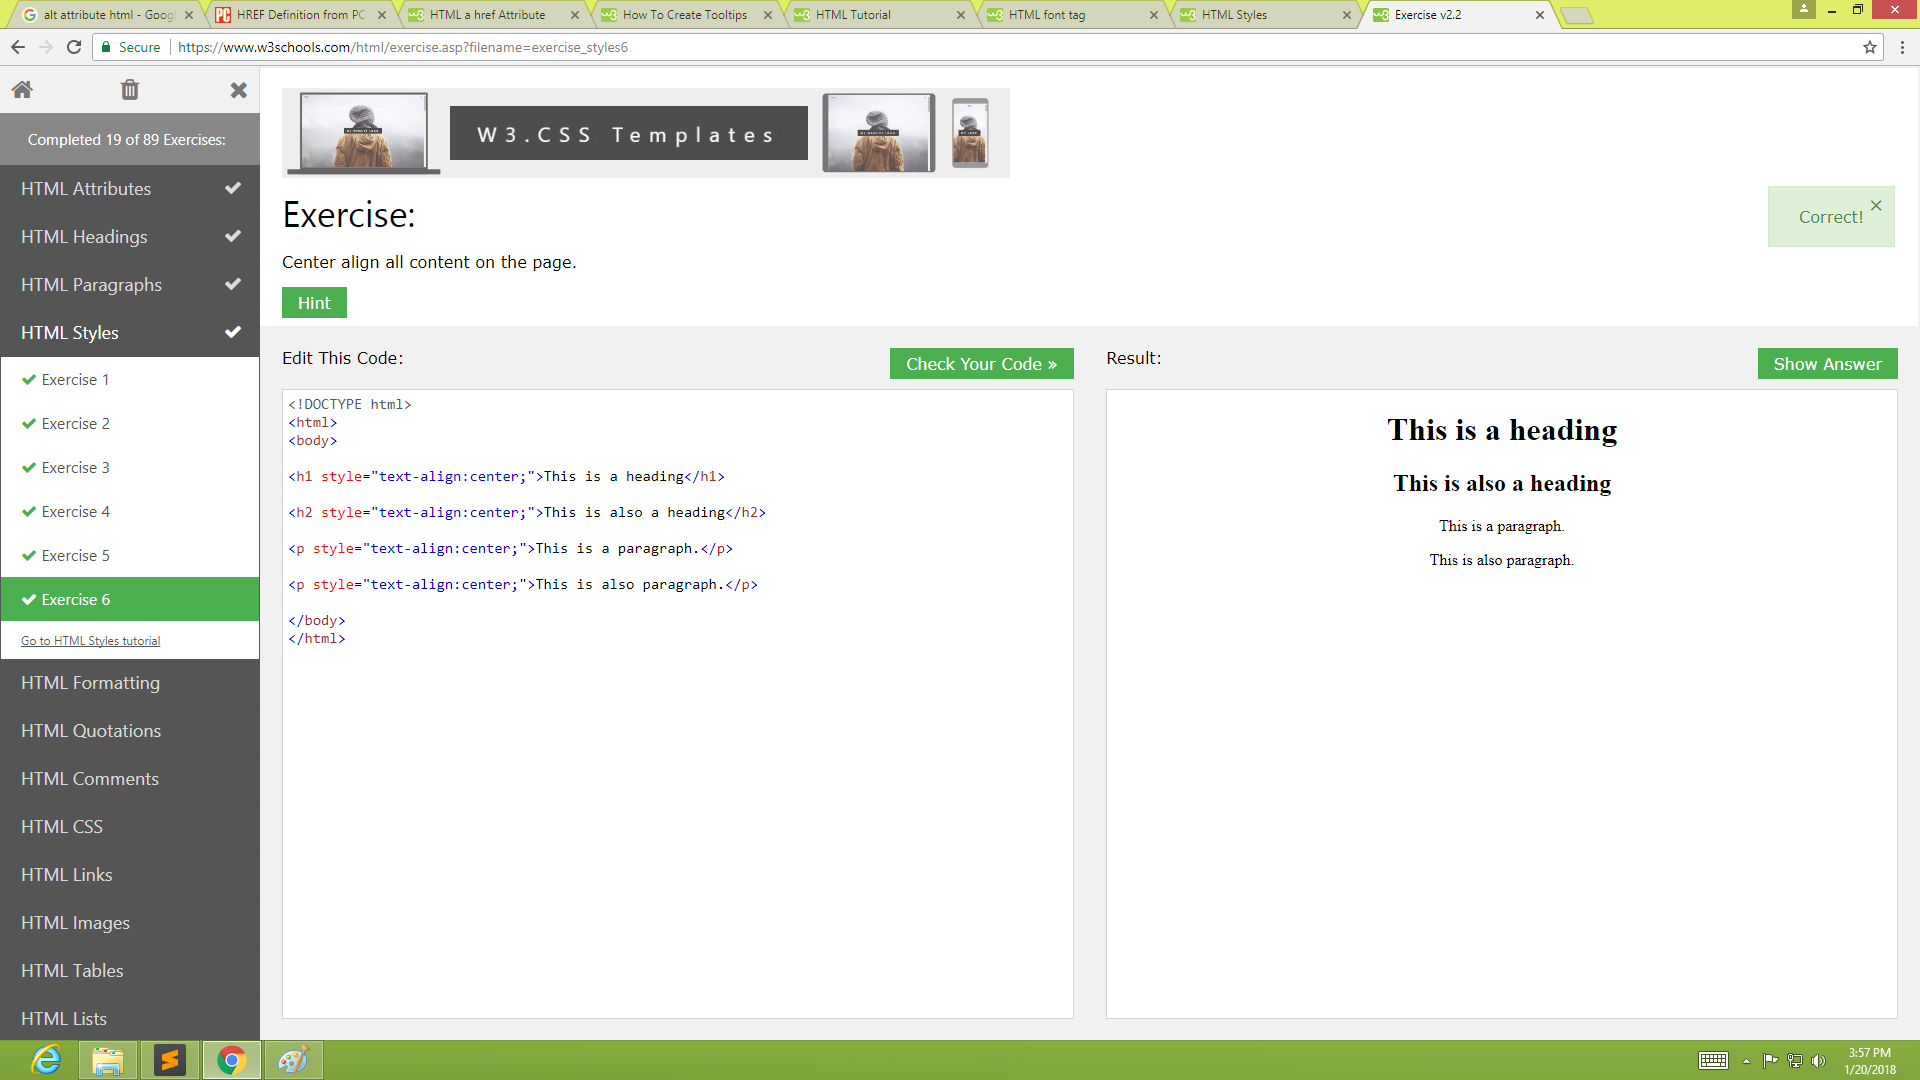 alt attribute html - Goog
HREF Definition from PC
HTML a href Attribute
How To Create Tooltips
HTML Tutorial
HTML font tag
HTML Styles
Exercise v2.2
Secure
https://www.w3schools.com/html/exercise.asp?filename=exercise_styles6
Completed 19 of 89 Exercises:
HTML Attributes
HTML Headings
HTML Paragraphs
HTML Styles
Exercise 1
Exercise 2
Exercise 3
Exercise 4
Exercise 5
Exercise 6
Go to HTML Styles tutorial
HTML Formatting
HTML Quotations
HTML Comments
HTML CSS
HTML Links
HTML Images
HTML Tables
HTML Lists
W3.CSS Templates
Exercise:
Center align all content on the page.
Hint
Correct!
Edit This Code:
Check Your Code »
<!DOCTYPE html>
<html>
<body>
<h1 style="text-align:center;">This is a heading</h1>
<h2 style="text-align:center;">This is also a heading</h2>
<p style="text-align:center;">This is a paragraph.</p>
<p style="text-align:center;">This is also paragraph.</p>
</body>
</html>
Result:
Show Answer
This is a heading
This is also a heading
This is a paragraph.
This is also paragraph.
3:57 PM
1/20/2018